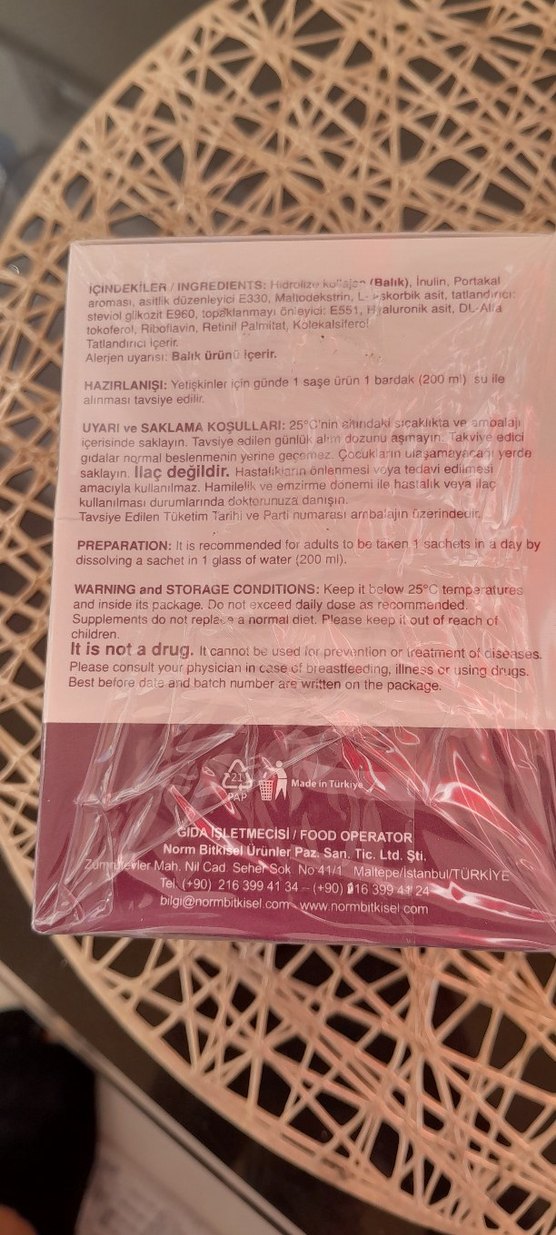 İÇİNDEKİLER / INGREDIENTS: Hidrolize kollajen (Balık), İnulin, Portakal
aroması, asitlik düzenleyici E330, Maltodekstrin, L- askorbik asit, tatlandırıcı:
steviol glikozit E960, topaklanmayı önleyici: E551, Hyaluronik asit, DL-Alfa
tokoferol, Riboflavin, Retinil Palmitat, Kolekalsiferol
Tatlandırıcı içerir.
Alerjen uyarısı: Balık ürünü içerir.
HAZIRLANIŞI: Yetişkinler için günde 1 saşe ürün 1 bardak (200 ml) su ile
alınması tavsiye edilir.
UYARI ve SAKLAMA KOŞULLARI: 25°C'nin altındaki sıcaklıkta ve ambalajı
içerisinde saklayın. Tavsiye edilen günlük alım dozunu aşmayın. Takviye edici
gıdalar normal beslenmenin yerine geçemez. Çocukların ulaşamayacağı yerde
saklayın. İlaç değildir. Hastalıkların önlenmesi veya tedavi edilmesi
amacıyla kullanılmaz. Hamilelik ve emzirme dönemi ile hastalık veya ilaç
kullanılması durumlarında doktorunuza danışın.
Tavsiye Edilen Tüketim Tarihi ve Parti numarası ambalajın üzerindedir.
PREPARATION: It is recommended for adults to be taken 1 sachets in a day by
dissolving a sachet in 1 glass of water (200 ml).
WARNING and STORAGE CONDITIONS: Keep it below 25°C temperatures
and inside its package. Do not exceed daily dose as recommended.
Supplements do not replace a normal diet. Please keep it out of reach of
children.
It is not a drug. It cannot be used for prevention or treatment of diseases.
Please consult your physician in case of breastfeeding, illness or using drugs.
Best before date and batch number are written on the package.
21
PAP
Made in Türkiye
GIDA İŞLETMECİSİ / FOOD OPERATOR
Norm Bitkisel Ürünler Paz. San. Tic. Ltd. Şti.
Zümrütevler Mah. Nil Cad. Seher Sok. No 41/1 Maltepe/İstanbul/TÜRKİYE
Tel: (+90) 216 399 41 34 - (+90) 216 399 41 24
bilgi@normbitkisel.com - www.normbitkisel.com